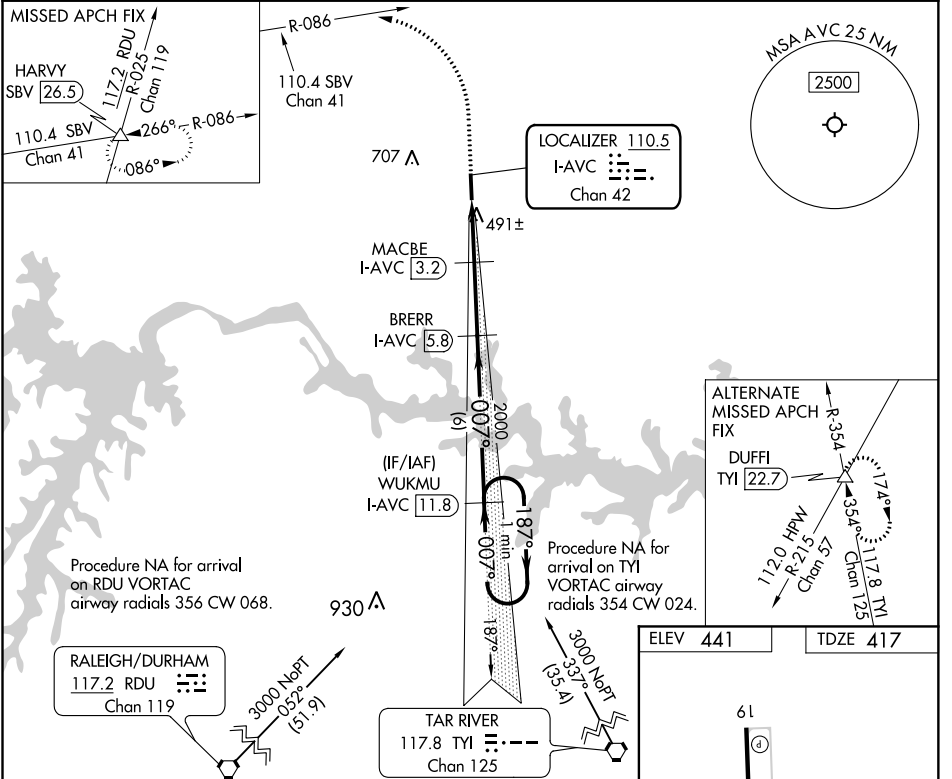 MISSED APCH FIX
HARVY
SBV 26.5
117.2 RDU
R-025
Chan 119
110.4 SBV
Chan 41
266°
R-086
086°
R-086
110.4 SBV
Chan 41
MSA AVC 25 NM
2500
707
LOCALIZER 110.5
I-AVC
Chan 42
491±
MACBE
I-AVC 3.2
BRERR
I-AVC 5.8
2000
007°
(6)
(IF/IAF)
WUKMU
I-AVC 11.8
187°
1 min
007°
187°
ALTERNATE
MISSED APCH
FIX
R-354
DUFFI
TYI 22.7
174°
354°
112.0 HPW
R-215
Chan 57
117.8 TYI
Chan 125
Procedure NA for arrival
on RDU VORTAC
airway radials 356 CW 068.
930
Procedure NA for
arrival on TYI
VORTAC airway
radials 354 CW 024.
RALEIGH/DURHAM
117.2 RDU
Chan 119
3000 NoPT
052°
(51.9)
3000 NoPT
337°
(35.4)
TAR RIVER
117.8 TYI
Chan 125
ELEV 441
TDZE 417
19
P